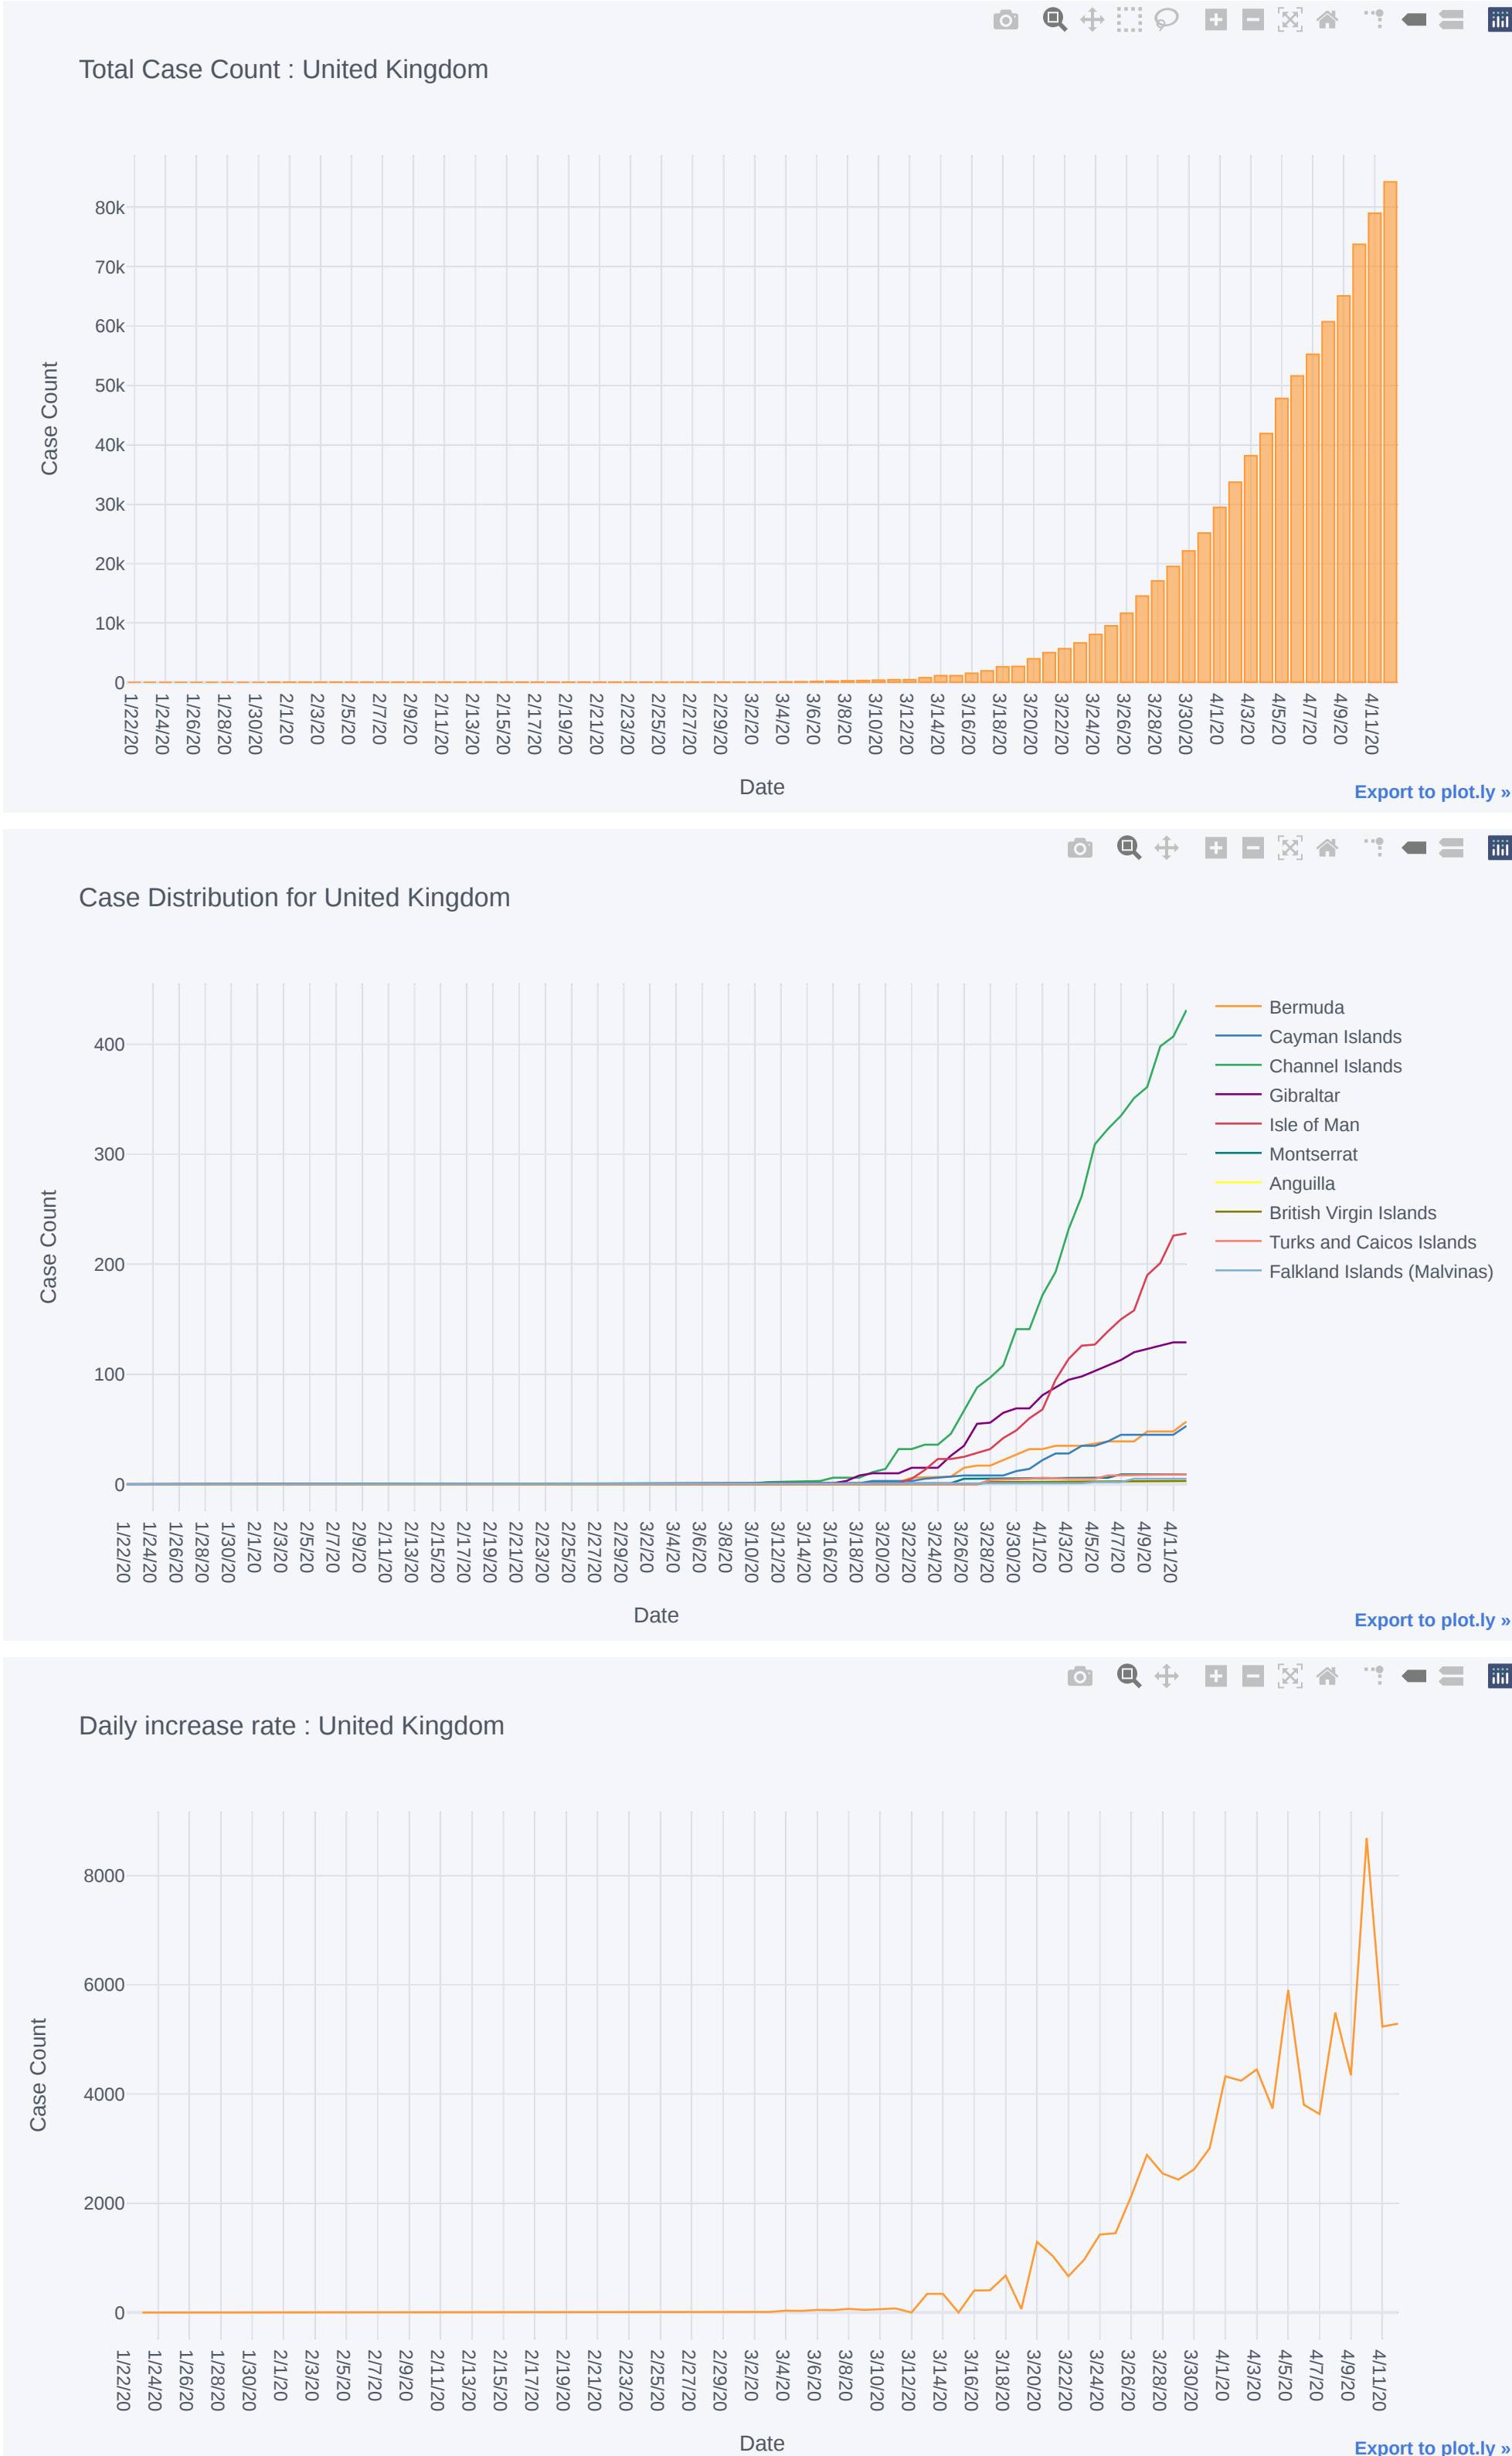 Total Case Count : United Kingdom
Case Count
80k
70k
60k
50k
40k
30k
20k
10k
0
1/22/20 1/24/20 1/26/20 1/28/20 1/30/20 2/1/20 2/3/20 2/5/20 2/7/20 2/9/20 2/11/20 2/13/20 2/15/20 2/17/20 2/19/20 2/21/20 2/23/20 2/25/20 2/27/20 2/29/20 3/2/20 3/4/20 3/6/20 3/8/20 3/10/20 3/12/20 3/14/20 3/16/20 3/18/20 3/20/20 3/22/20 3/24/20 3/26/20 3/28/20 3/30/20 4/1/20 4/3/20 4/5/20 4/7/20 4/9/20 4/11/20
Date
Export to plot.ly »
Case Distribution for United Kingdom
Case Count
400
300
200
100
0
Bermuda
Cayman Islands
Channel Islands
Gibraltar
Isle of Man
Montserrat
Anguilla
British Virgin Islands
Turks and Caicos Islands
Falkland Islands (Malvinas)
1/22/20 1/24/20 1/26/20 1/28/20 1/30/20 2/1/20 2/3/20 2/5/20 2/7/20 2/9/20 2/11/20 2/13/20 2/15/20 2/17/20 2/19/20 2/21/20 2/23/20 2/25/20 2/27/20 2/29/20 3/2/20 3/4/20 3/6/20 3/8/20 3/10/20 3/12/20 3/14/20 3/16/20 3/18/20 3/20/20 3/22/20 3/24/20 3/26/20 3/28/20 3/30/20 4/1/20 4/3/20 4/5/20 4/7/20 4/9/20 4/11/20
Date
Export to plot.ly »
Daily increase rate : United Kingdom
Case Count
8000
6000
4000
2000
0
1/22/20 1/24/20 1/26/20 1/28/20 1/30/20 2/1/20 2/3/20 2/5/20 2/7/20 2/9/20 2/11/20 2/13/20 2/15/20 2/17/20 2/19/20 2/21/20 2/23/20 2/25/20 2/27/20 2/29/20 3/2/20 3/4/20 3/6/20 3/8/20 3/10/20 3/12/20 3/14/20 3/16/20 3/18/20 3/20/20 3/22/20 3/24/20 3/26/20 3/28/20 3/30/20 4/1/20 4/3/20 4/5/20 4/7/20 4/9/20 4/11/20
Date
Export to plot.ly »